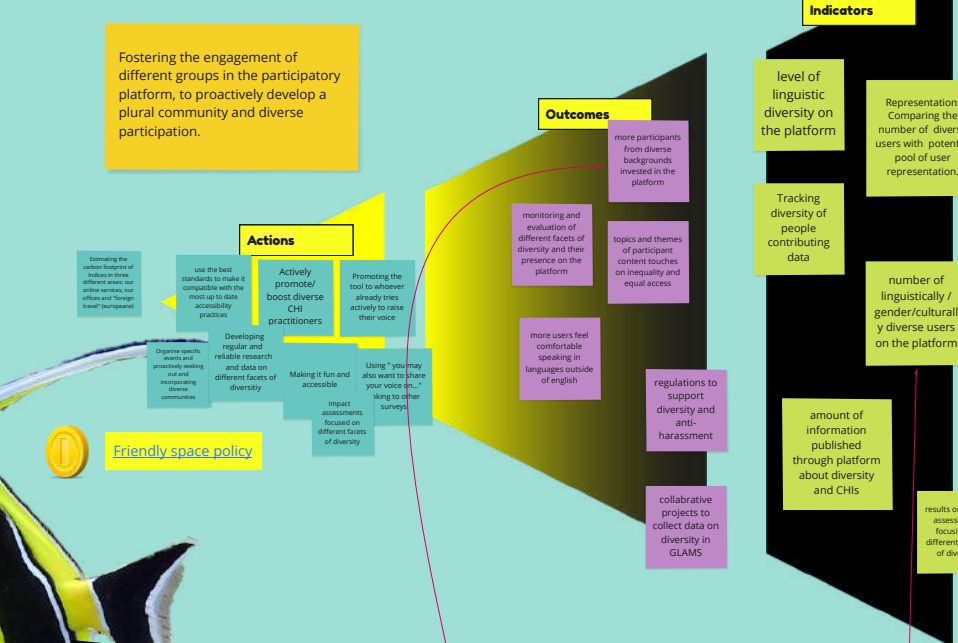 Indicators
Fostering the engagement of
different groups in the participatory
platform, to proactively develop a
plural community and diverse
participation.
Outcomes
Actions
Estimating the
carbon footprint of
Indices in three
different areas: our
online services, our
offices and "foreign
travel" (europeana)
use the best
standards to make it
compatible with the
most up to date
accessibility
practices
Actively
promote/
boost diverse
CHI
practitioners
Promoting the
tool to whoever
already tries
actively to raise
their voice
Organise specific
events and
proactively seeking
out and
incorporating
diverse
communities
Developing
regular and
reliable research
and data on
different facets of
diversitiy
Making it fun and
accessible
impact
assessments
focused on
different facets
of diversity
Using " you may
also want to share
your voice on..."
to other
surveys
Friendly space policy
more participants
from diverse
backgrounds
invested in the
platform
monitoring and
evaluation of
different facets of
diversity and their
presence on the
platform
topics and themes
of participant
content touches
on inequality and
equal access
more users feel
comfortable
speaking in
languages outside
of english
regulations to
support
diversity and
anti-
harassment
collabrative
projects to
collect data on
diversity in
GLAMS
level of
linguistic
diversity on
the platform
Comparing the
number of
users with
pool of user
representation.
Tracking
diversity of
people
contributing
data
number of
linguistically /
y diverse users
on the platform
amount of
information
published
through platform
about diversity
and CHIs
results
of